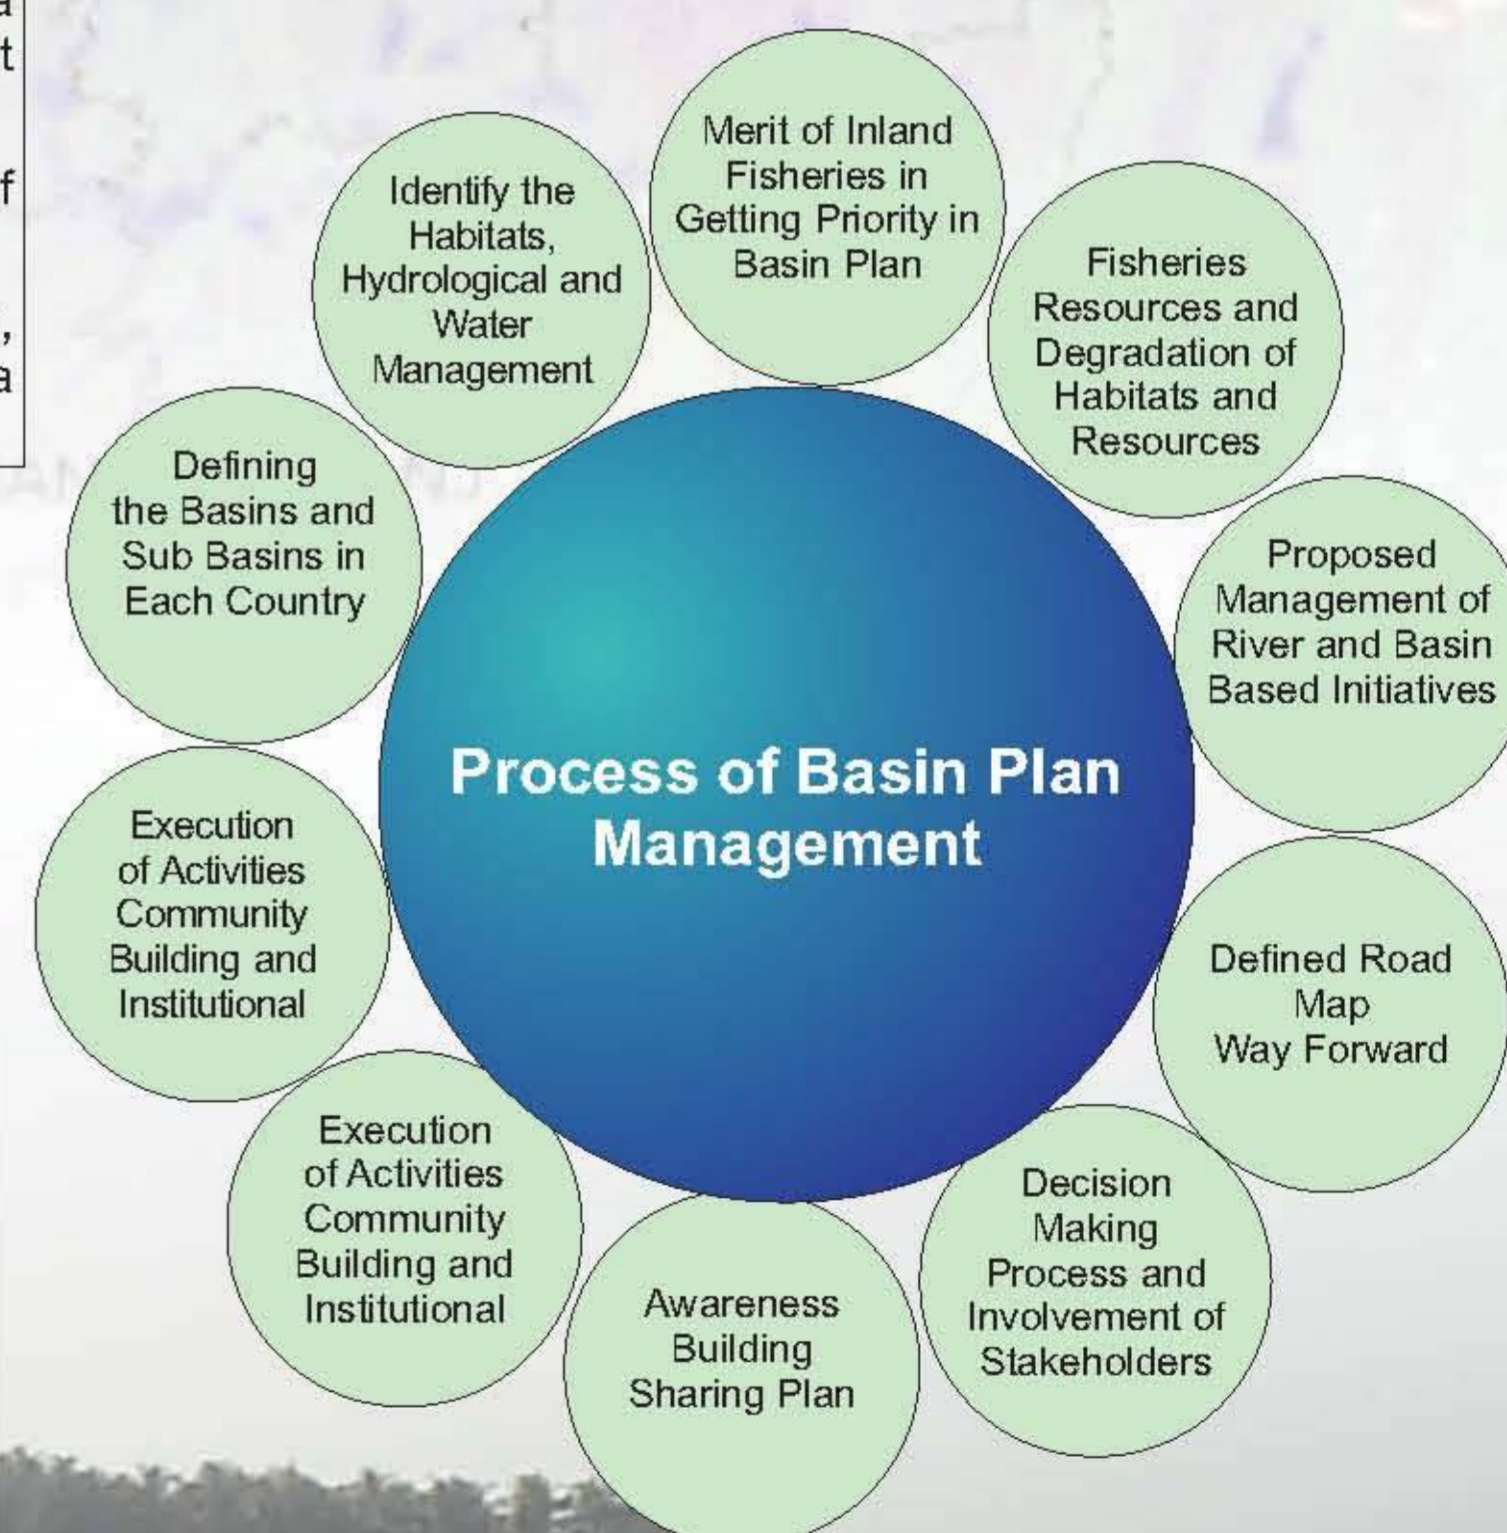 a
t
f
,
a
Merit of Inland
Fisheries in
Getting Priority in
Basin Plan
Identify the
Habitats,
Hydrological and
Water
Management
Fisheries
Resources and
Degradation of
Habitats and
Resources
Defining
the Basins and
Sub Basins in
Each Country
Proposed
Management of
River and Basin
Based Initiatives
Process of Basin Plan
Management
Execution
of Activities
Community
Building and
Institutional
Defined Road
Map
Way Forward
Execution
of Activities
Community
Building and
Institutional
Decision
Making
Process and
Involvement of
Stakeholders
Awareness
Building
Sharing Plan